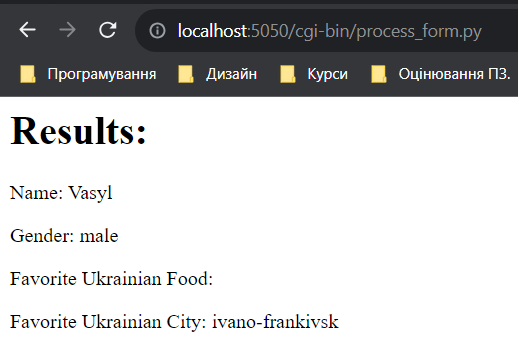 localhost:5050/cgi-bin/process_form.py
Програмування Дизайн Курси Оцінювання ПЗ.
Results:
Name: Vasyl
Gender: male
Favorite Ukrainian Food:
Favorite Ukrainian City: ivano-frankivsk